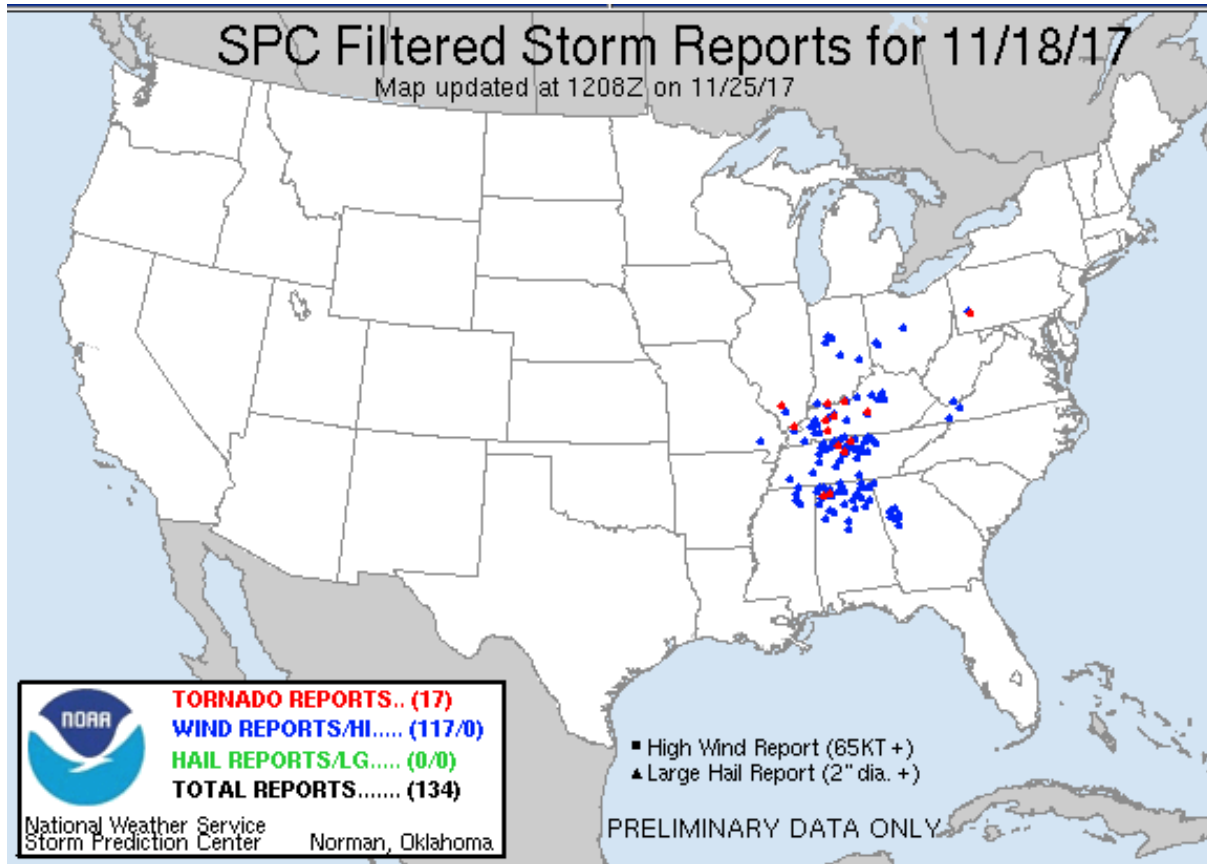 SPC Filtered Storm Reports for 11/18/17
Map updated at 1208Z on 11/25/17
NOAA
TORNADO REPORTS.. (17)
WIND REPORTS/HI..... (117/0)
HAIL REPORTS/LG..... (0/0)
TOTAL REPORTS....... (134)
National Weather Service
Storm Prediction Center Norman, Oklahoma
High Wind Report (65KT +)
Large Hail Report (2" dia. +)
PRELIMINARY DATA ONLY